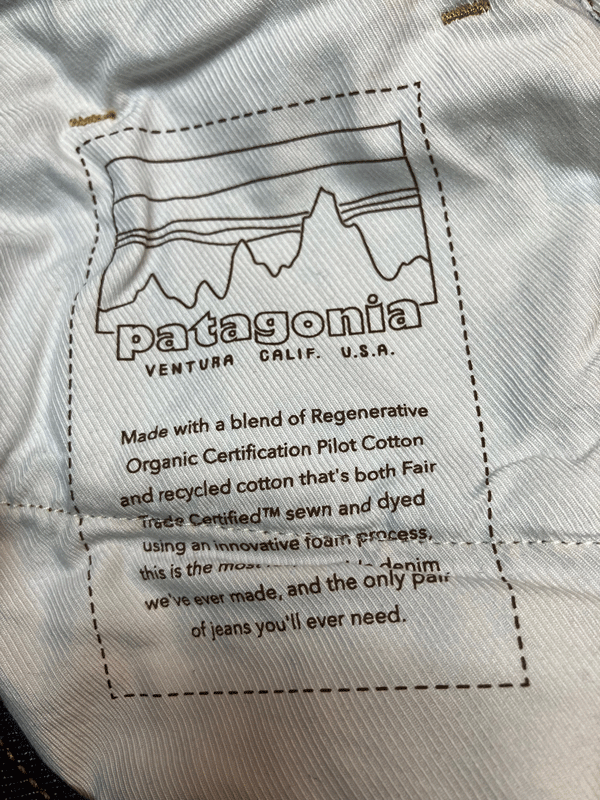 patagonia
VENTURA CALIF. U.S.A.
Made with a blend of Regenerative
Organic Certification Pilot Cotton
and recycled cotton that's both Fair
Trade Certified™ sewn and dyed
using an innovative foam process,
this is the most denim
we've ever made, and the only pair
of jeans you'll ever need.